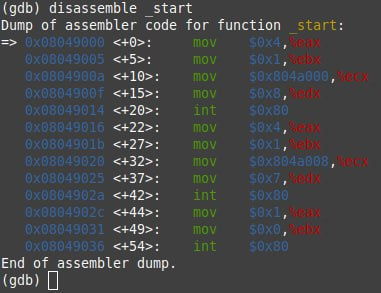 (gdb) disassemble _start
Dump of assembler code for function _start:
=> 0x08049000 <+0>:     mov    $0x4,%eax
   0x08049005 <+5>:     mov    $0x1,%ebx
   0x0804900a <+10>:    mov    $0x804a000,%ecx
   0x0804900f <+15>:    mov    $0x8,%edx
   0x08049014 <+20>:    int    $0x80
   0x08049016 <+22>:    mov    $0x4,%eax
   0x0804901b <+27>:    mov    $0x1,%ebx
   0x08049020 <+32>:    mov    $0x804a008,%ecx
   0x08049025 <+37>:    mov    $0x7,%edx
   0x0804902a <+42>:    int    $0x80
   0x0804902c <+44>:    mov    $0x1,%eax
   0x08049031 <+49>:    mov    $0x0,%ebx
   0x08049036 <+54>:    int    $0x80
End of assembler dump.
(gdb)